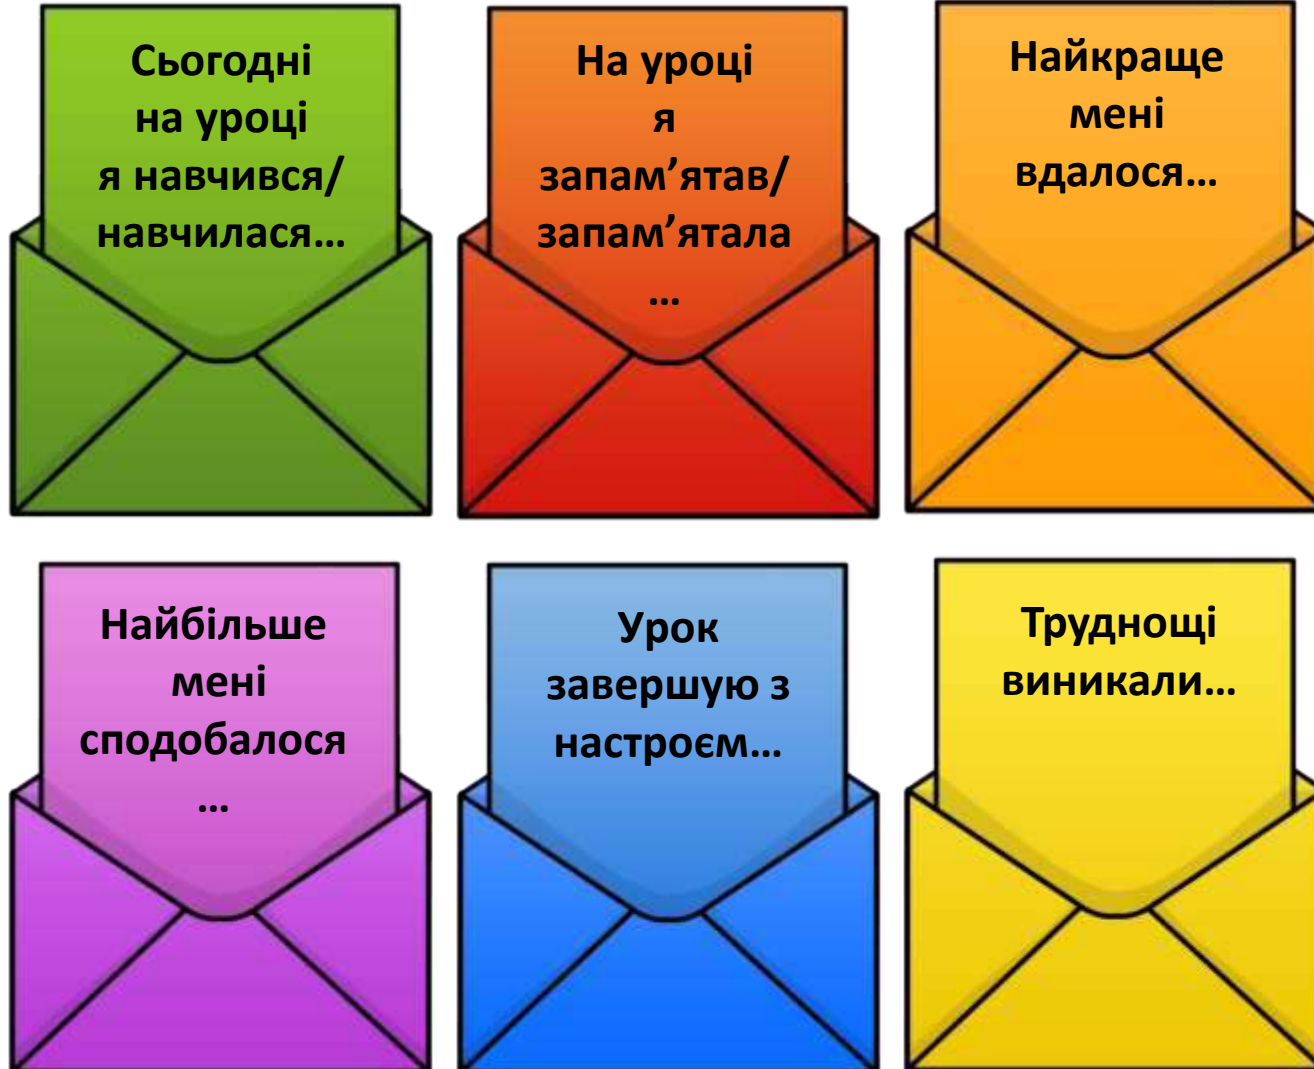 Сьогодні
на уроці
я навчився/
навчилася…
На уроці
я
запам’ятав/
запам’ятала
…
Найкраще
мені
вдалося…
Найбільше
мені
сподобалося
…
Урок
завершую з
настроєм…
Труднощі
виникали…